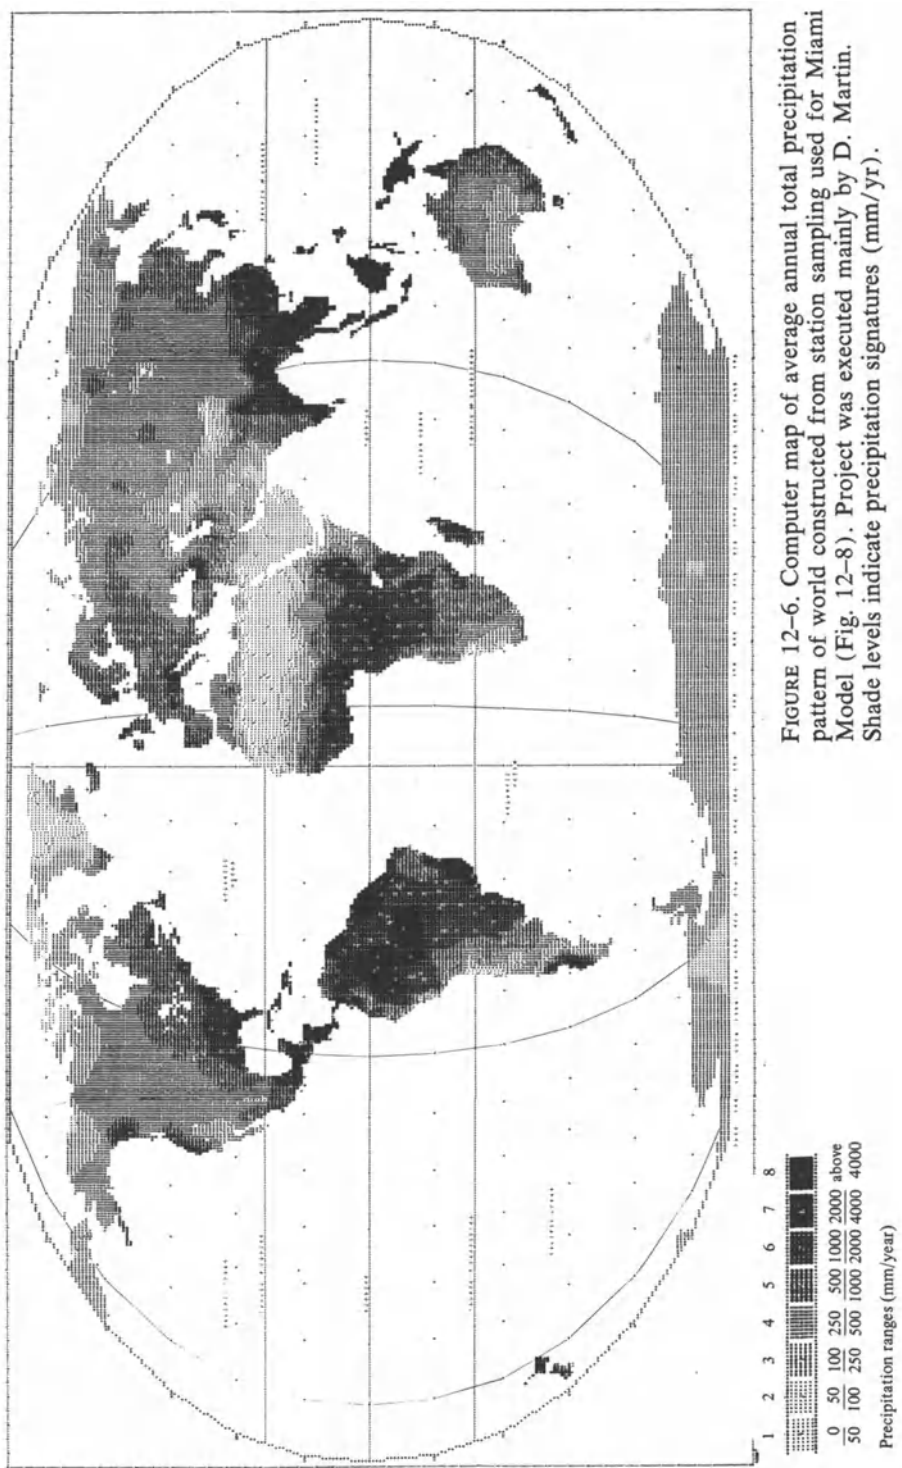 FIGURE 12–6. Computer map of average annual total precipitation
pattern of world constructed from station sampling used for Miami
Model (Fig. 12–8). Project was executed mainly by D. Martin.
Shade levels indicate precipitation signatures (mm/yr).
1 2 3 4 5 6 7 8
0 50 100 250 500 1000 2000 above
50 100 250 500 1000 2000 4000 4000
Precipitation ranges (mm/year)